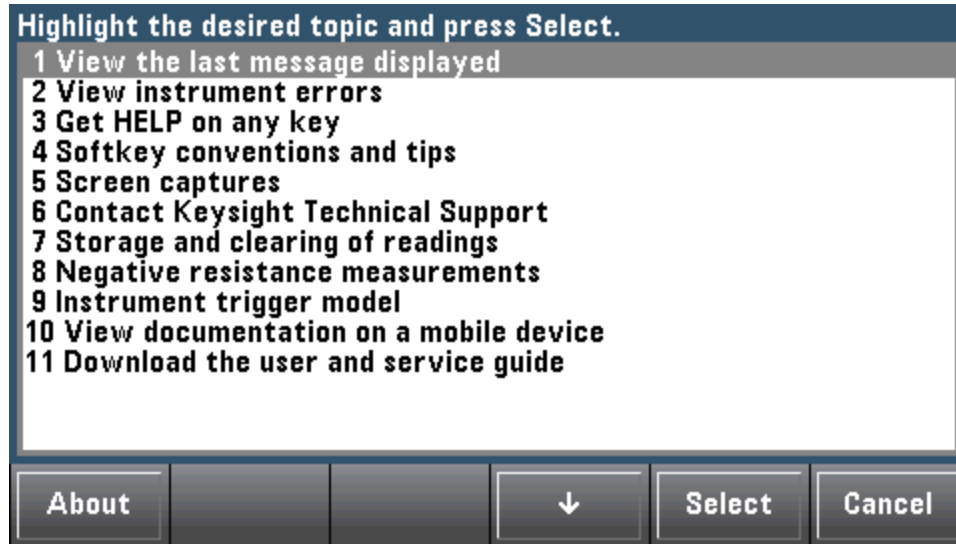 Highlight the desired topic and press Select.
1 View the last message displayed
2 View instrument errors
3 Get HELP on any key
4 Softkey conventions and tips
5 Screen captures
6 Contact Keysight Technical Support
7 Storage and clearing of readings
8 Negative resistance measurements
9 Instrument trigger model
10 View documentation on a mobile device
11 Download the user and service guide
About ↓ Select Cancel